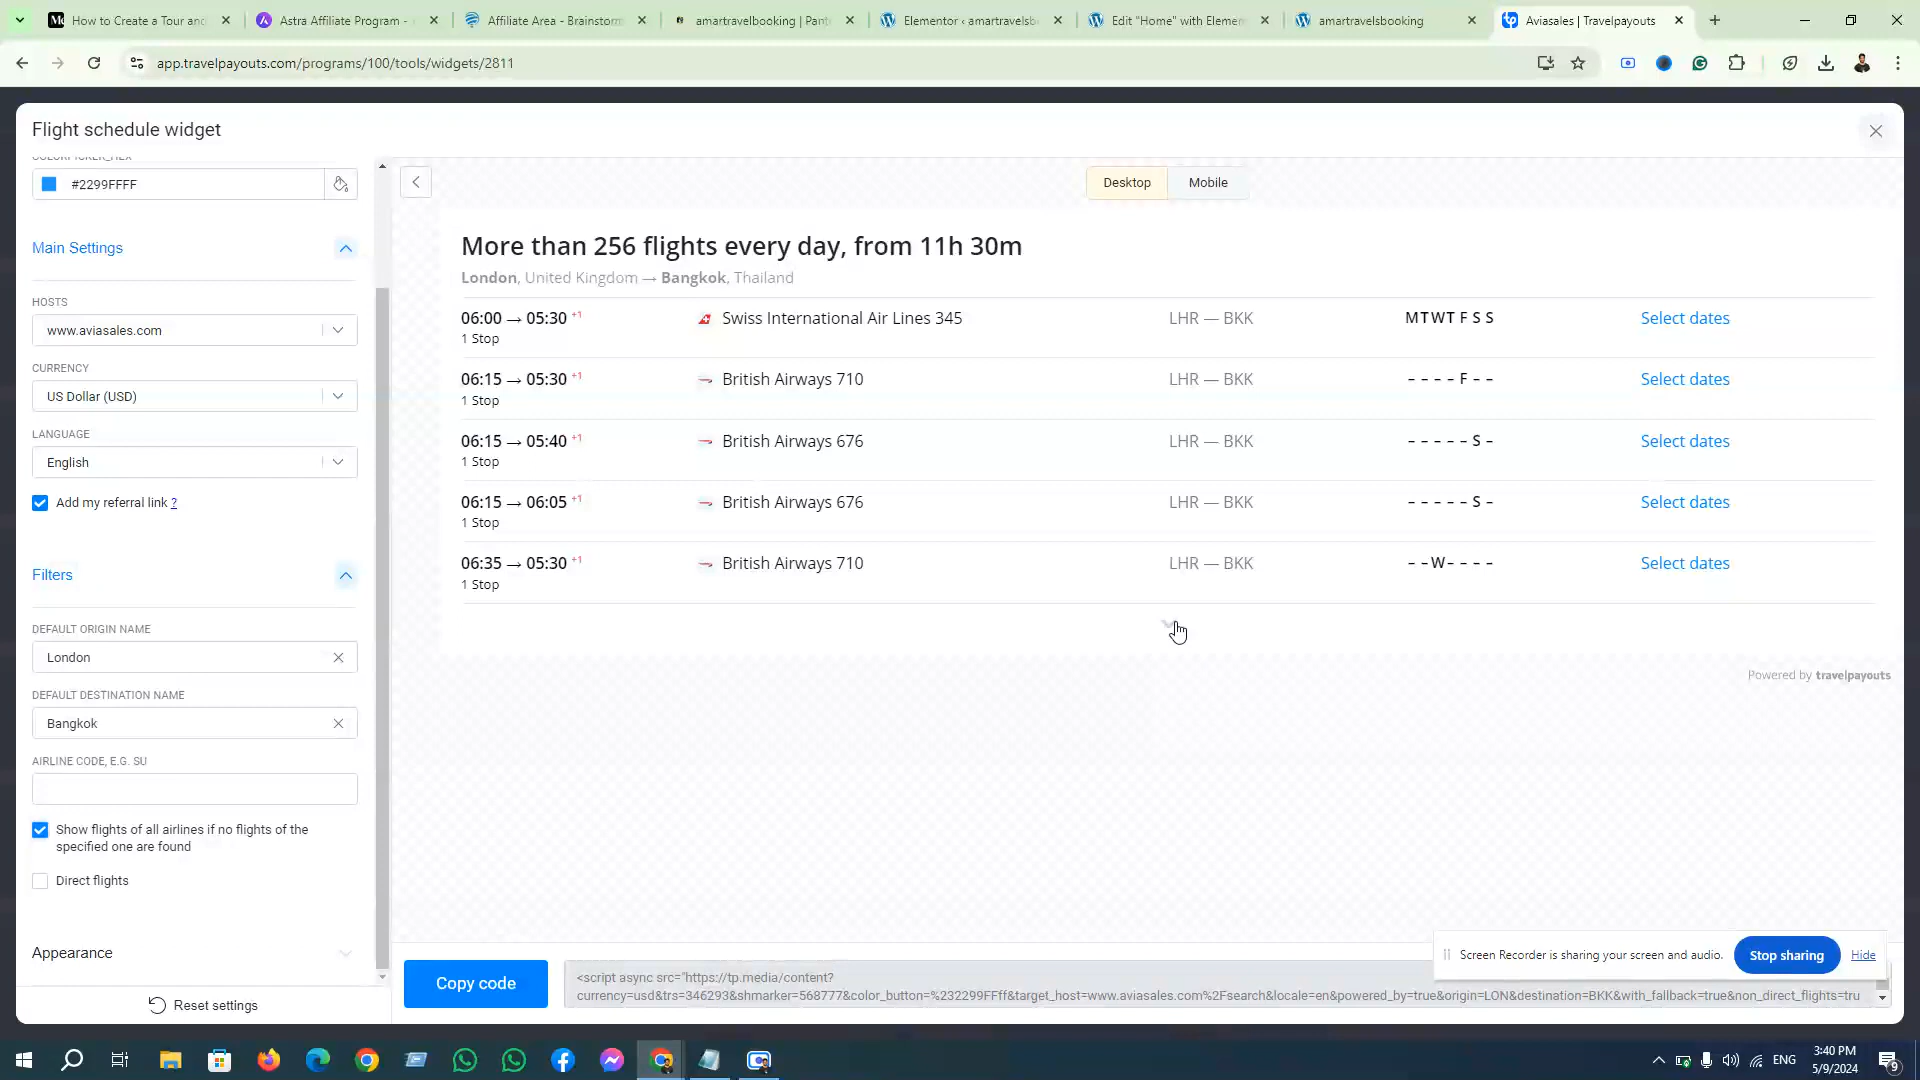 How to Create a Tour and
Astra Affiliate Program -
Affiliate Area - Brainstorm
amartravelbooking | Pant
Elementor ‹ amartravelsb
Edit "Home" with Elemen
amartravelsbooking
Aviasales | Travelpayouts
app.travelpayouts.com/programs/100/tools/widgets/2811
Flight schedule widget
COLORPICKER_HEX
#2299FFFF
Main Settings
HOSTS
www.aviasales.com
CURRENCY
US Dollar (USD)
LANGUAGE
English
Add my referral link ?
Filters
DEFAULT ORIGIN NAME
London
DEFAULT DESTINATION NAME
Bangkok
AIRLINE CODE, E.G. SU
Show flights of all airlines if no flights of the
specified one are found
Direct flights
Appearance
Reset settings
Desktop Mobile
More than 256 flights every day, from 11h 30m
London, United Kingdom → Bangkok, Thailand
06:00 → 05:30 +1 Swiss International Air Lines 345 LHR — BKK M T W T F S S Select dates
1 Stop
06:15 → 05:30 +1 British Airways 710 LHR — BKK - - - - F - - Select dates
1 Stop
06:15 → 05:40 +1 British Airways 676 LHR — BKK - - - - - S - Select dates
1 Stop
06:15 → 06:05 +1 British Airways 676 LHR — BKK - - - - - S - Select dates
1 Stop
06:35 → 05:30 +1 British Airways 710 LHR — BKK - - W - - - - Select dates
1 Stop
Powered by travelpayouts
Screen Recorder is sharing your screen and audio. Stop sharing Hide
Copy code
<script async src="https://tp.media/content?
currency=usd&trs=346293&shmarker=568777&color_button=%232299FFff&target_host=www.aviasales.com%2Fsearch&locale=en&powered_by=true&origin=LON&destination=BKK&with_fallback=true&non_direct_flights=tru
ENG
3:40 PM
5/9/2024
9